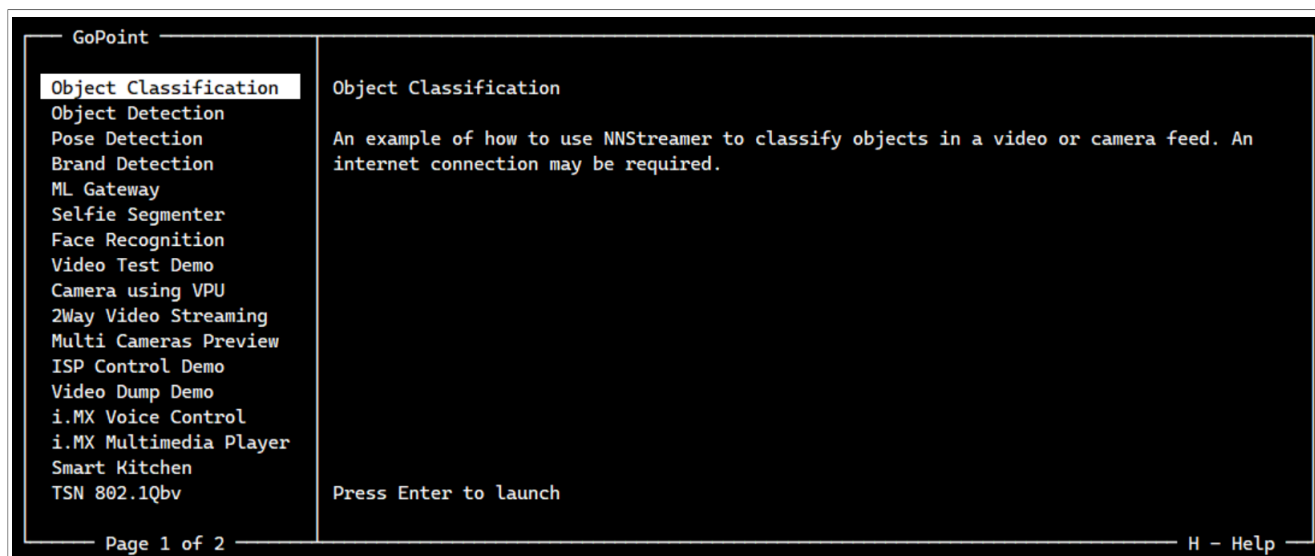 GoPoint
Object Classification
Object Detection
Pose Detection
Brand Detection
ML Gateway
Selfie Segmenter
Face Recognition
Video Test Demo
Camera using VPU
2Way Video Streaming
Multi Cameras Preview
ISP Control Demo
Video Dump Demo
i.MX Voice Control
i.MX Multimedia Player
Smart Kitchen
TSN 802.1Qbv
Page 1 of 2
Object Classification
An example of how to use NNStreamer to classify objects in a video or camera feed. An
internet connection may be required.
Press Enter to launch
H - Help